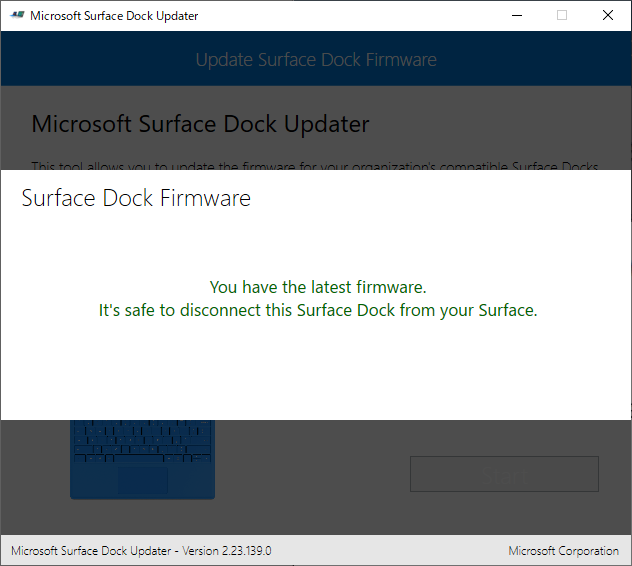 Microsoft Surface Dock Updater
Update Surface Dock Firmware
Microsoft Surface Dock Updater
This tool allows you to update the firmware for your organization's compatible Surface Docks
Surface Dock Firmware
You have the latest firmware.
It's safe to disconnect this Surface Dock from your Surface.
Microsoft Surface Dock Updater - Version 2.23.139.0
Microsoft Corporation